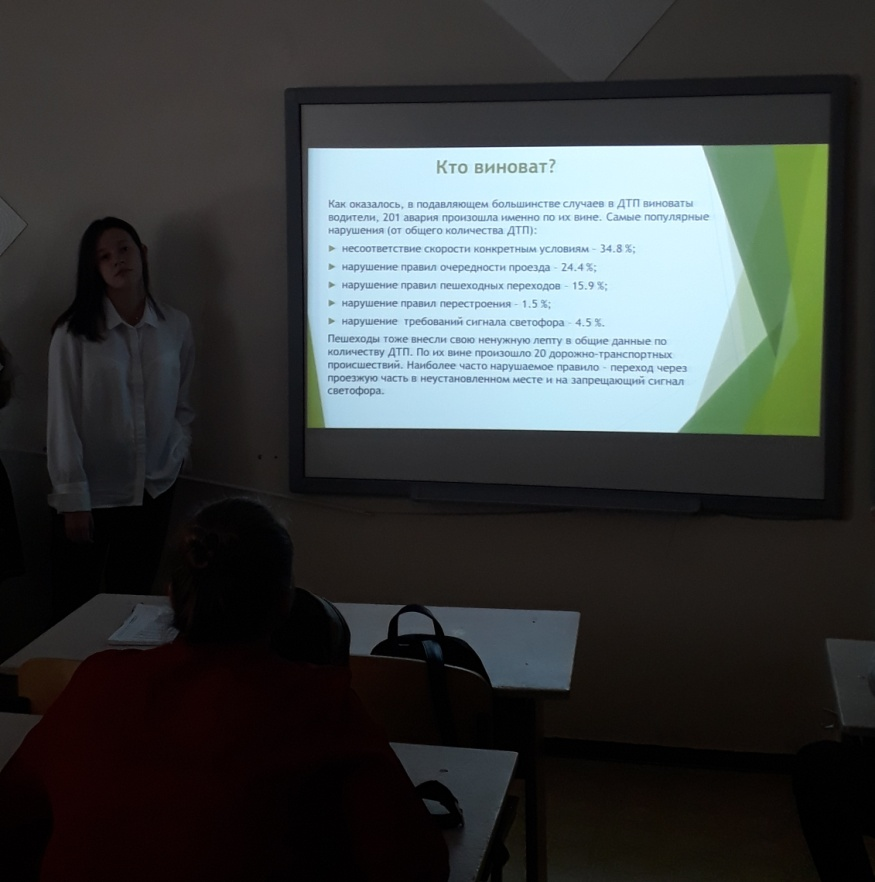 Кто виноват?
Как оказалось, в подавляющем большинстве случаев в ДТП виноваты
водители, 201 авария произошла именно по их вине. Самые популярные
нарушения (от общего количества ДТП):
несоответствие скорости конкретным условиям – 34.8 %;
нарушение правил очередности проезда – 24.4 %;
нарушение правил пешеходных переходов – 15.9 %;
нарушение правил перестроения – 1.5 %;
нарушение требований сигнала светофора – 4.5 %.
Пешеходы тоже внесли свою ненужную лепту в общие данные по
количеству ДТП. По их вине произошло 20 дорожно-транспортных
происшествий. Наиболее часто нарушаемое правило – переход через
проезжую часть в неустановленном месте и на запрещающий сигнал
светофора.